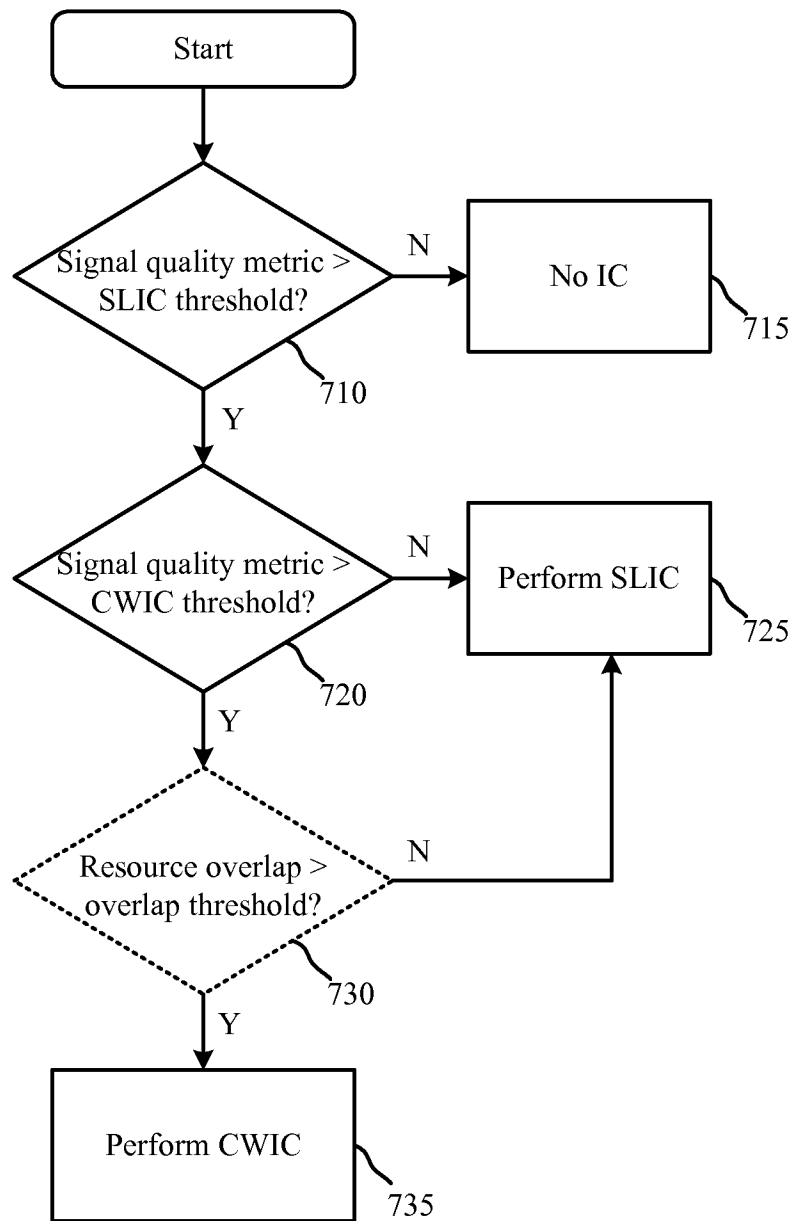 Start
Signal quality metric >
SLIC threshold?
N
No IC
715
710
Y
Signal quality metric >
CWIC threshold?
N
Perform SLIC
725
720
Y
Resource overlap >
overlap threshold?
N
730
Y
Perform CWIC
735